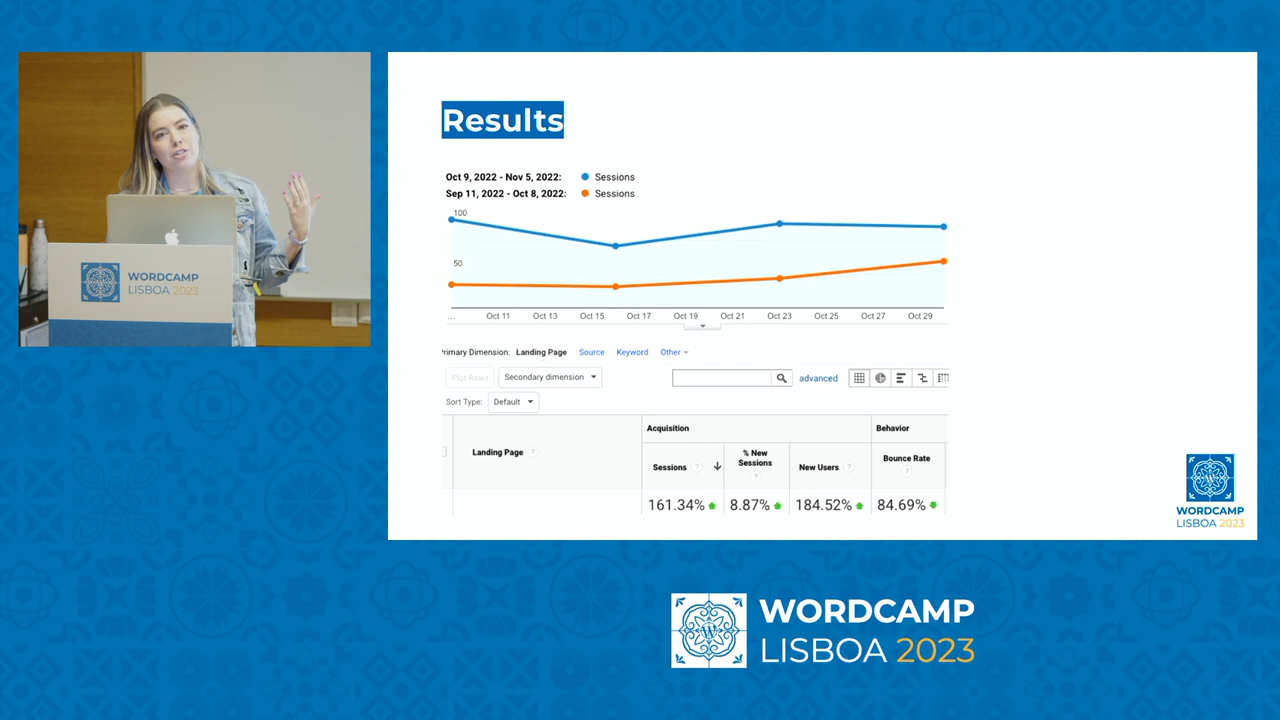 WORDCAMP
LISBOA 2023
Results
Oct 9, 2022 - Nov 5, 2022: Sessions
Sep 11, 2022 - Oct 8, 2022: Sessions
100
50
... Oct 11 Oct 13 Oct 15 Oct 17 Oct 19 Oct 21 Oct 23 Oct 25 Oct 27 Oct 29
Primary Dimension: Landing Page Source Keyword Other
Plot Rows Secondary dimension advanced
Sort Type: Default
Acquisition Behavior
Landing Page ? Sessions ? % New Sessions ? New Users ? Bounce Rate ?
161.34% 8.87% 184.52% 84.69%
WORDCAMP
LISBOA 2023
WORDCAMP
LISBOA 2023